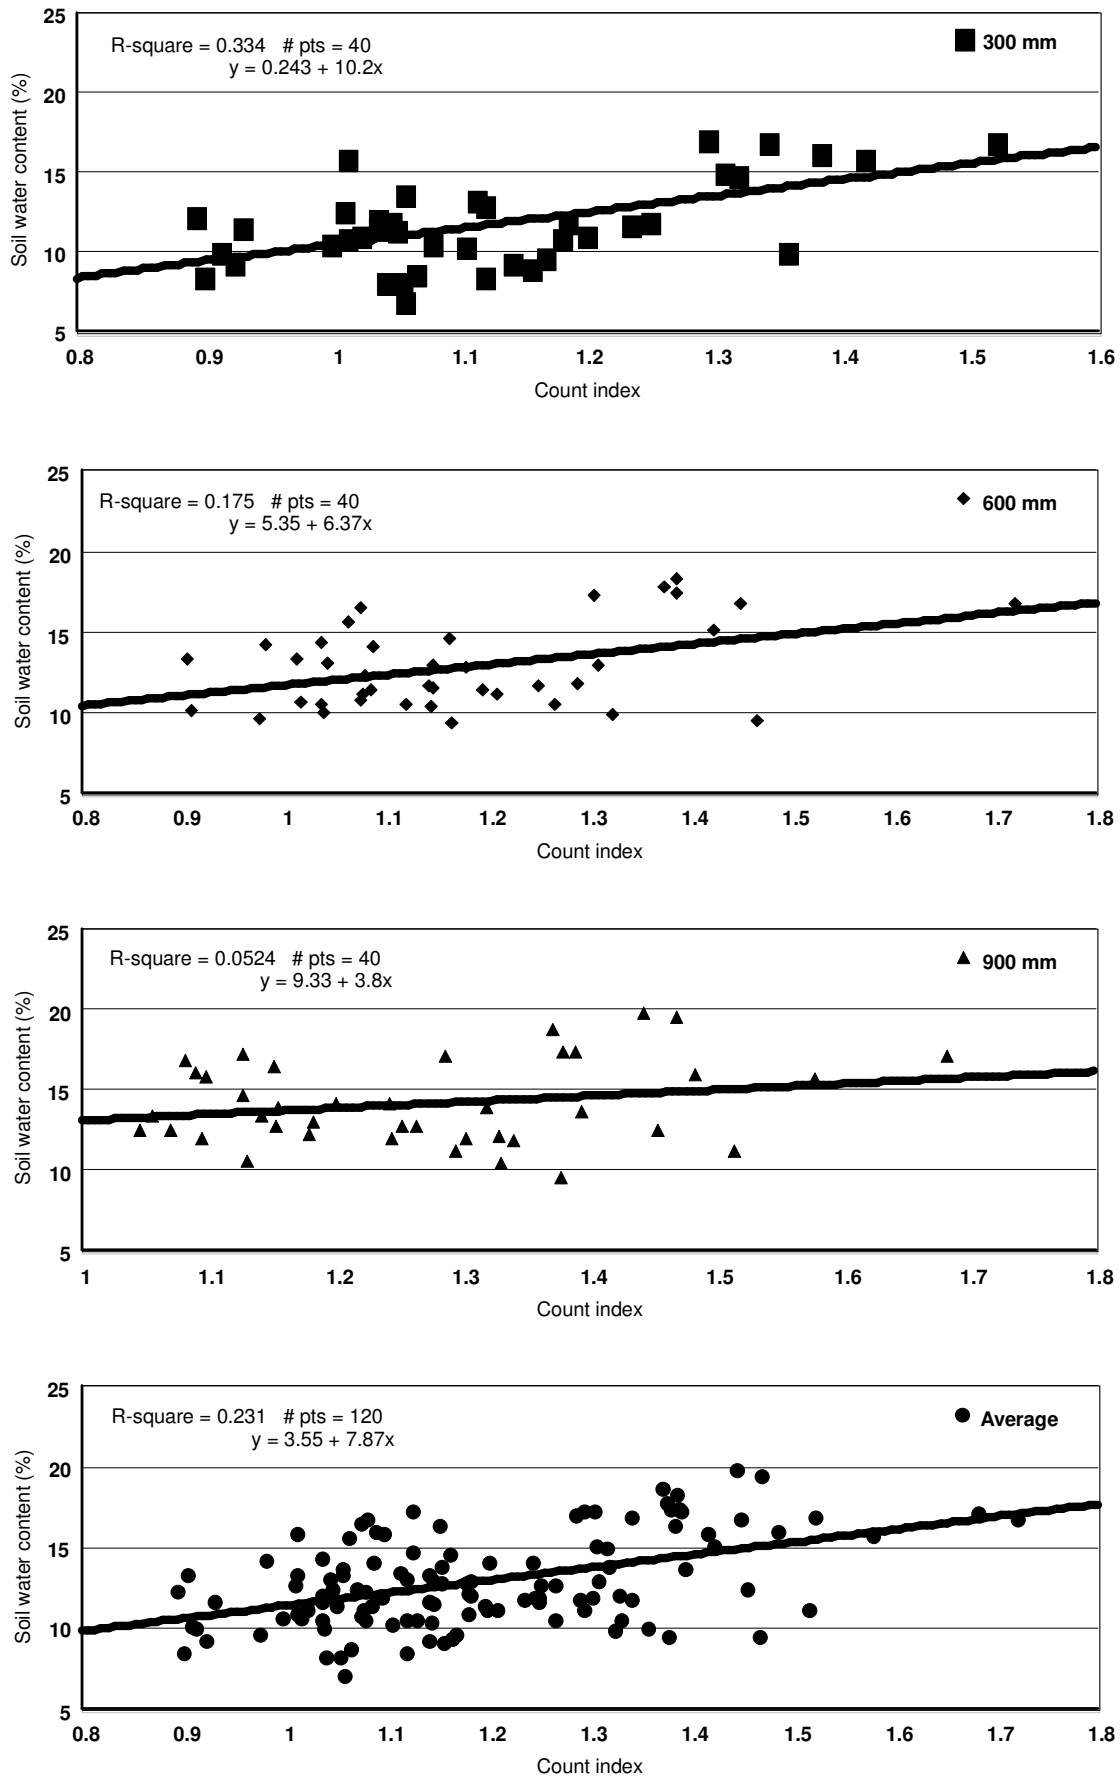 25
R-square = 0.334 # pts = 40
y = 0.243 + 10.2x
300 mm
20
15
10
5
Soil water content (%)
0.8 0.9 1 1.1 1.2 1.3 1.4 1.5 1.6
Count index
25
R-square = 0.175 # pts = 40
y = 5.35 + 6.37x
600 mm
20
15
10
5
Soil water content (%)
0.8 0.9 1 1.1 1.2 1.3 1.4 1.5 1.6 1.7 1.8
Count index
25
R-square = 0.0524 # pts = 40
y = 9.33 + 3.8x
900 mm
20
15
10
5
Soil water content (%)
1 1.1 1.2 1.3 1.4 1.5 1.6 1.7 1.8
Count index
25
R-square = 0.231 # pts = 120
y = 3.55 + 7.87x
Average
20
15
10
5
Soil water content (%)
0.8 0.9 1 1.1 1.2 1.3 1.4 1.5 1.6 1.7 1.8
Count index